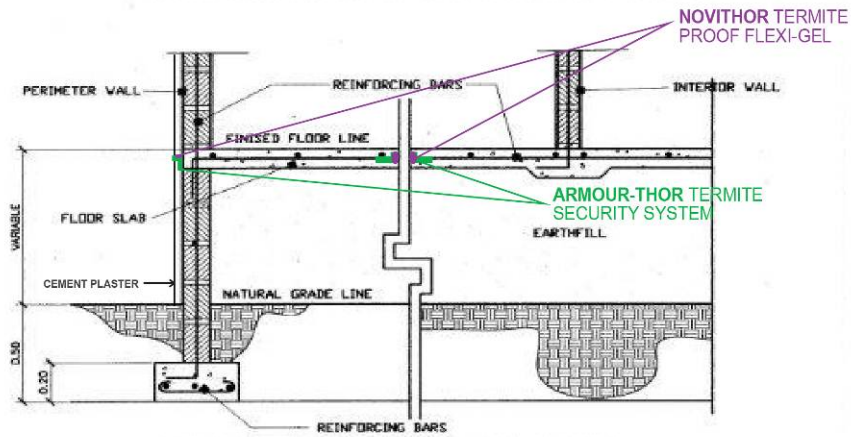 NOVITHOR TERMITE
PROOF FLEXI-GEL
PERIMETER WALL
REINFORCING BARS
INTERIOR WALL
FINISED FLOOR LINE
ARMOUR-THOR TERMITE
SECURITY SYSTEM
FLOOR SLAB
EARTHFILL
VARIABLE
CEMENT PLASTER
NATURAL GRADE LINE
0.50
0.20
REINFORCING BARS